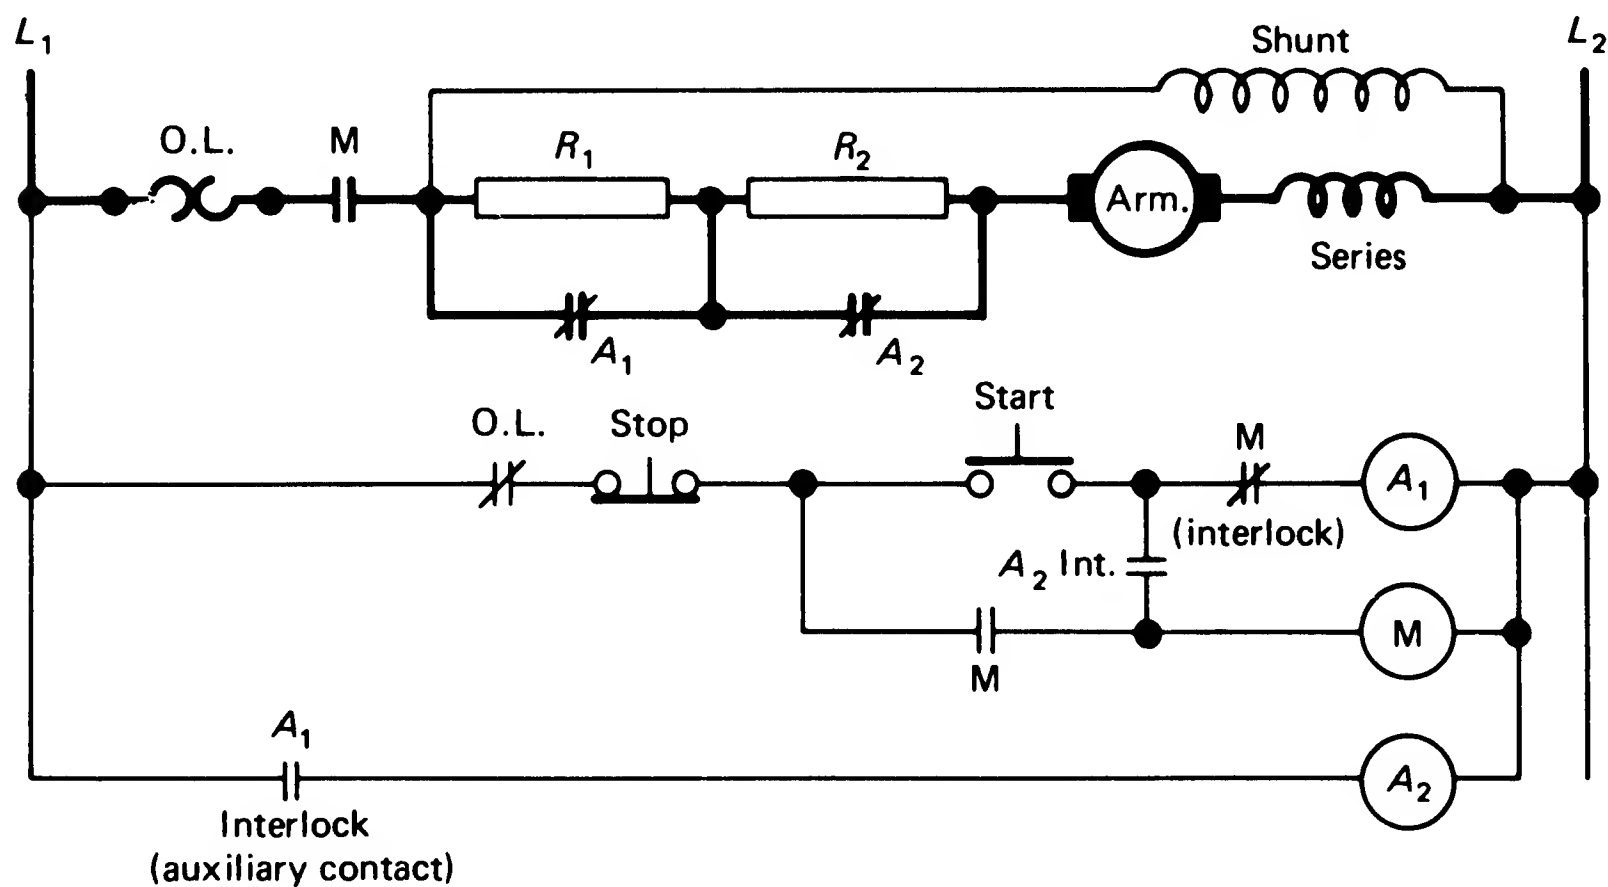 L1
L2
Shunt
O.L.
M
R1
R2
Arm.
Series
A1
A2
Start
O.L.
Stop
M
A1
(interlock)
A2 Int.
M
M
A1
A2
Interlock
(auxiliary contact)